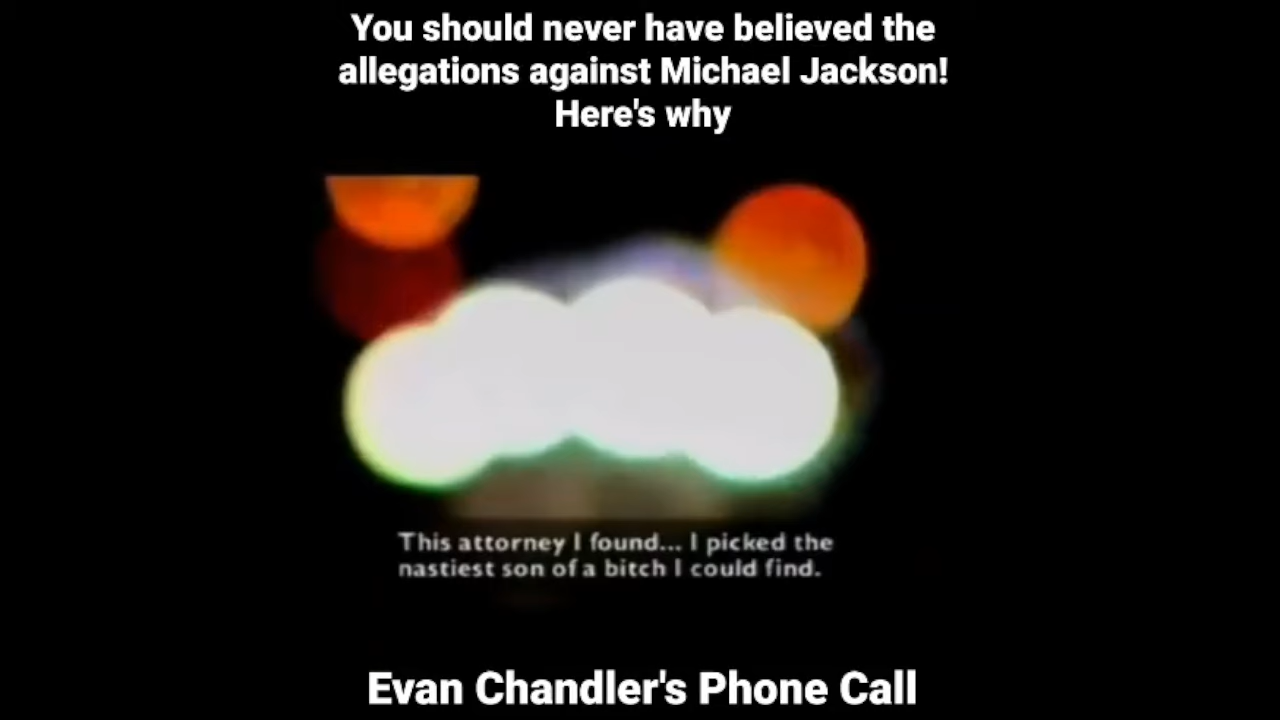 You should never have believed the
allegations against Michael Jackson!
Here's why
This attorney I found... I picked the
nastiest son of a bitch I could find.
Evan Chandler's Phone Call